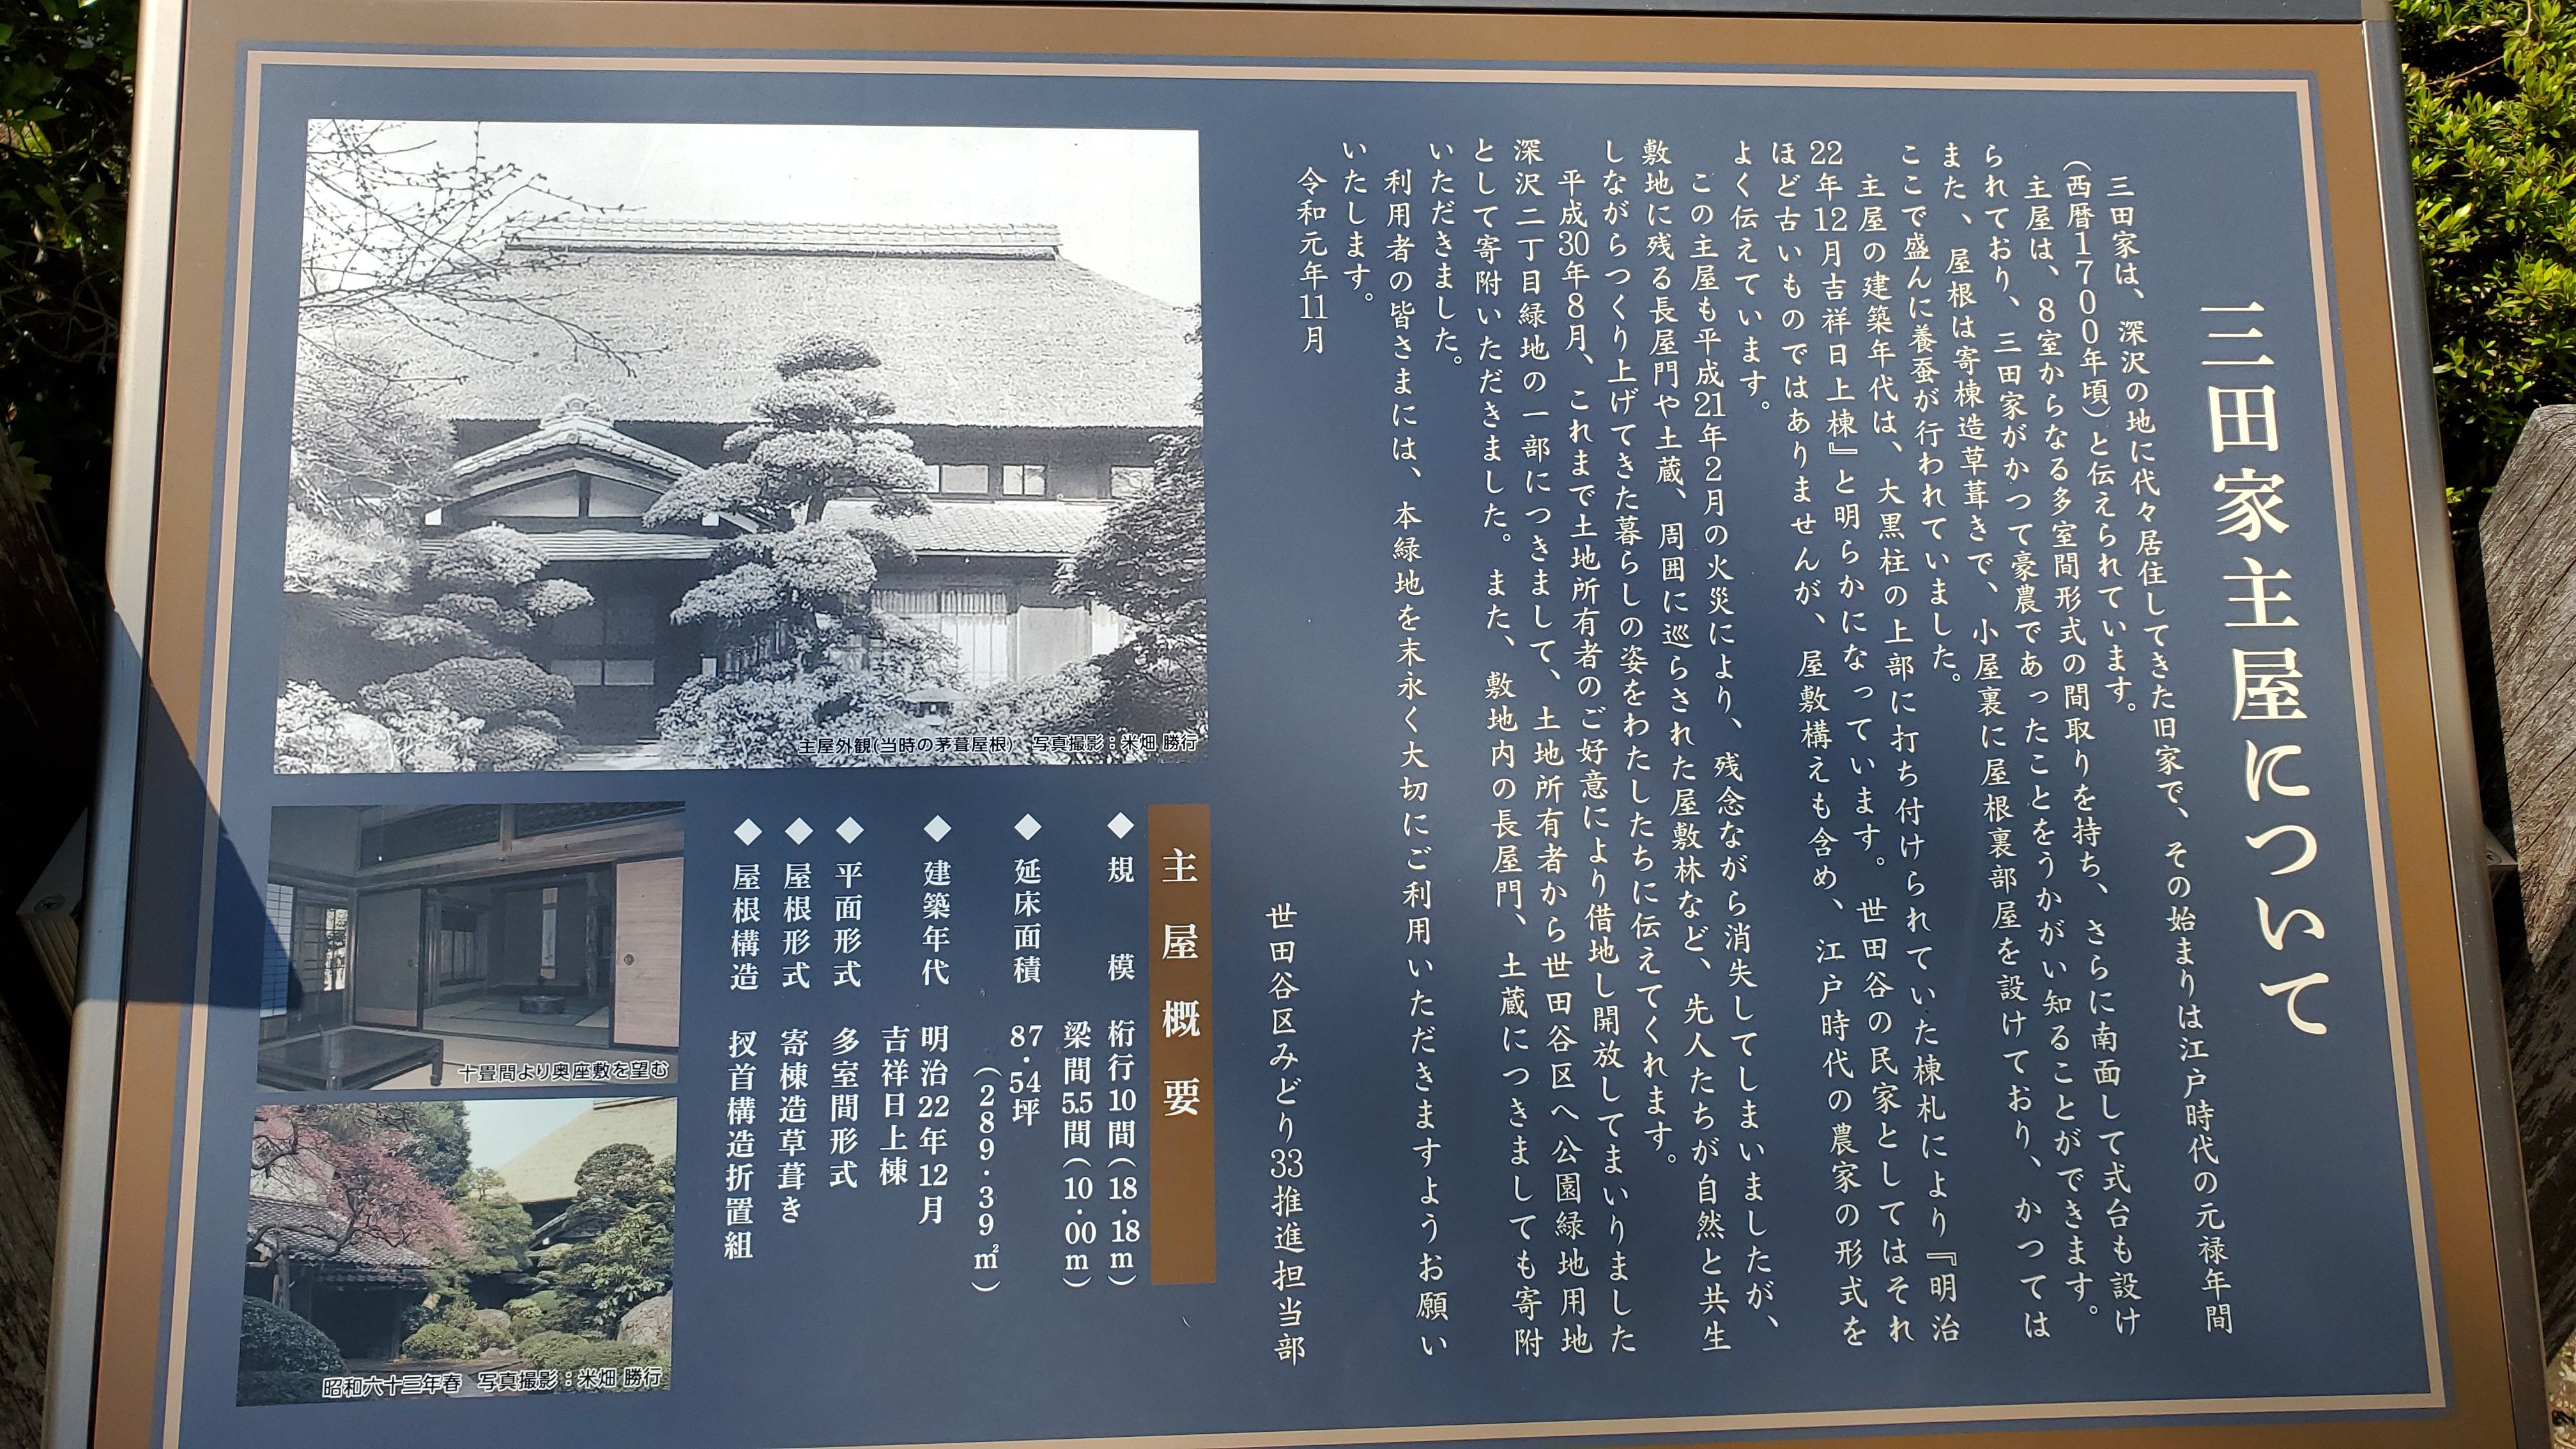 三田家主屋について
三田家は、深沢の地に代々居住してきた旧家で、その始まりは江戸時代の元禄年間
（西暦1700年頃）と伝えられています。
主屋は、8室からなる多室間形式の間取りを持ち、さらに南面して式台も設け
られており、三田家がかつて豪農であったことをうかがい知ることができます。
また、屋根は寄棟造草葺きで、小屋裏に屋根裏部屋を設けており、かつては
ここで盛んに養蚕が行われていました。
主屋の建築年代は、大黒柱の上部に打ち付けられていた棟札により『明治
22年12月吉祥日上棟』と明らかになっています。世田谷の民家としてはそれ
ほど古いものではありませんが、屋敷構えも含め、江戸時代の農家の形式を
よく伝えています。
この主屋も平成21年2月の火災により、残念ながら消失してしまいましたが、
敷地に残る長屋門や土蔵、周囲に巡らされた屋敷林など、先人たちが自然と共生
しながらつくり上げてきた暮らしの姿をわたしたちに伝えてくれます。
平成30年8月、これまで土地所有者のご好意により借地し開放してまいりました
深沢二丁目緑地の一部につきまして、土地所有者から世田谷区へ公園緑地用地
として寄附いただきました。また、敷地内の長屋門、土蔵につきましても寄附
いただきました。
利用者の皆さまには、本緑地を末永く大切にご利用いただきますようお願い
いたします。
令和元年11月
世田谷区みどり33推進担当部
主屋外観(当時の茅葺屋根) 写真撮影：米畑 勝行
主屋概要
◆規模 桁行10間（18・18m）
梁間5.5間（10・00m）
◆延床面積 87・54坪
（289・39㎡）
◆建築年代 明治22年12月
吉祥日上棟
◆平面形式 多室間形式
◆屋根形式 寄棟造草葺き
◆屋根構造 扠首構造折置組
十畳間より奥座敷を望む
昭和六十三年春 写真撮影：米畑 勝行